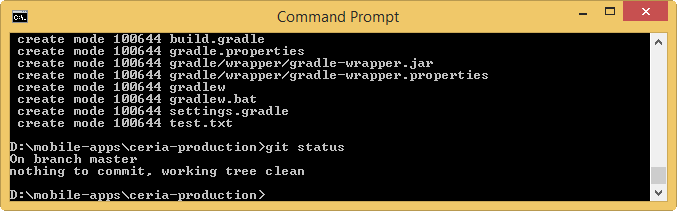 Command Prompt
create mode 100644 build.gradle
create mode 100644 gradle.properties
create mode 100644 gradle/wrapper/gradle-wrapper.jar
create mode 100644 gradle/wrapper/gradle-wrapper.properties
create mode 100644 gradlew
create mode 100644 gradlew.bat
create mode 100644 settings.gradle
create mode 100644 test.txt
D:\mobile-apps\ceria-production>git status
On branch master
nothing to commit, working tree clean
D:\mobile-apps\ceria-production>